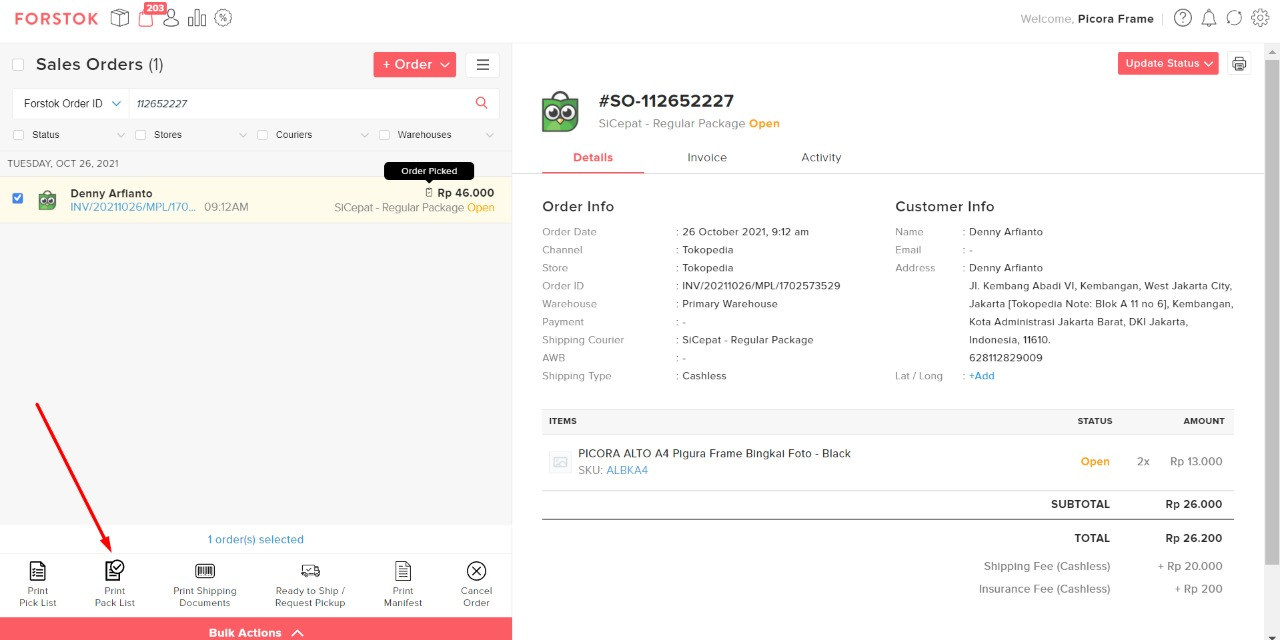 FORSTOK
203
Welcome, Picora Frame
Sales Orders (1)
+ Order
Forstok Order ID
112652227
Status
Stores
Couriers
Warehouses
TUESDAY, OCT 26, 2021
Order Picked
Denny Arfianto
Rp 46.000
INV/20211026/MPL/170... 09:12AM
SiCepat - Regular Package Open
1 order(s) selected
Print
Pick List
Print
Pack List
Print Shipping
Documents
Ready to Ship /
Request Pickup
Print
Manifest
Cancel
Order
Bulk Actions
Update Status
#SO-112652227
SiCepat - Regular Package Open
Details
Invoice
Activity
Order Info
Order Date : 26 October 2021, 9:12 am
Channel : Tokopedia
Store : Tokopedia
Order ID : INV/20211026/MPL/1702573529
Warehouse : Primary Warehouse
Payment : -
Shipping Courier : SiCepat - Regular Package
AWB : -
Shipping Type : Cashless
Customer Info
Name : Denny Arfianto
Email : -
Address : Denny Arfianto
Jl. Kembang Abadi VI, Kembangan, West Jakarta City,
Jakarta [Tokopedia Note: Blok A 11 no 6], Kembangan,
Kota Administrasi Jakarta Barat, DKI Jakarta,
Indonesia, 11610.
628112829009
Lat / Long : +Add
ITEMS STATUS AMOUNT
PICORA ALTO A4 Pigura Frame Bingkai Foto - Black
SKU: ALBKA4
Open 2x Rp 13.000
SUBTOTAL Rp 26.000
TOTAL Rp 26.200
Shipping Fee (Cashless) + Rp 20.000
Insurance Fee (Cashless) + Rp 200